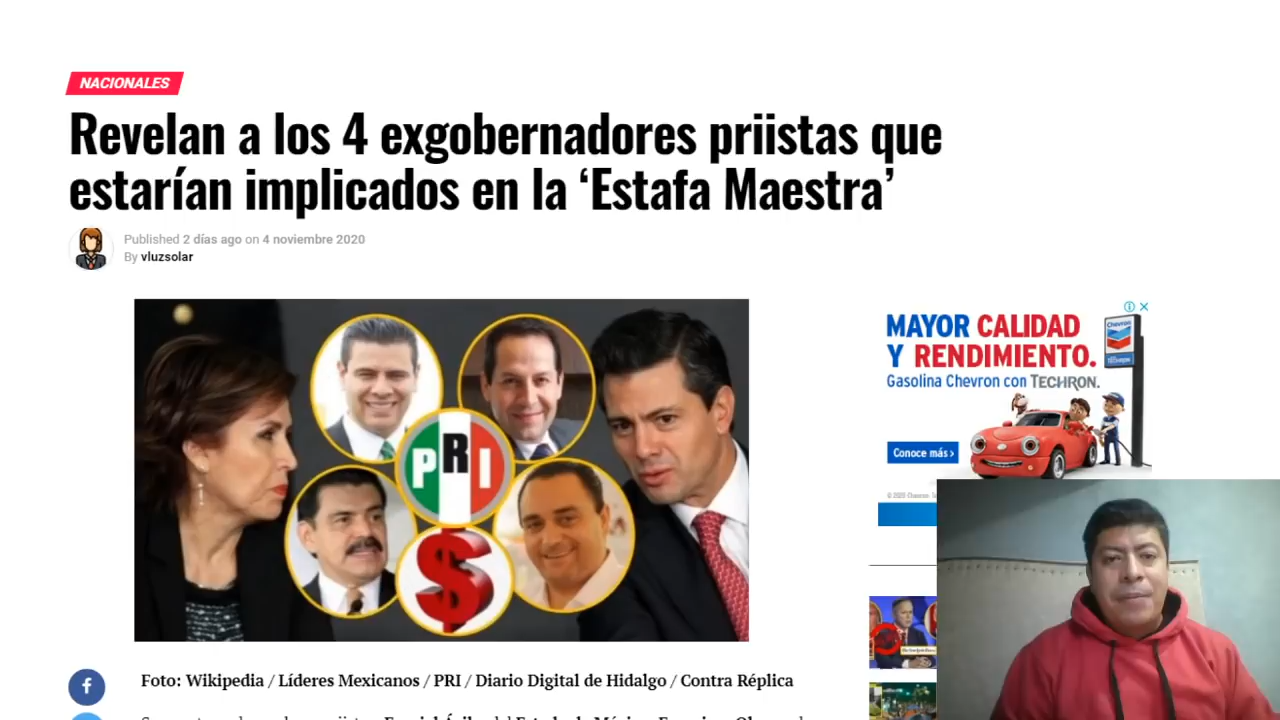 NACIONALES
Revelan a los 4 exgobernadores priistas que
estarían implicados en la ‘Estafa Maestra’
Published 2 días ago on 4 noviembre 2020
By vluzsolar
PRI
$
MAYOR CALIDAD
Y RENDIMIENTO.
Gasolina Chevron con TECHRON.
Chevron
Conoce más ›
f
Foto: Wikipedia / Líderes Mexicanos / PRI / Diario Digital de Hidalgo / Contra Réplica